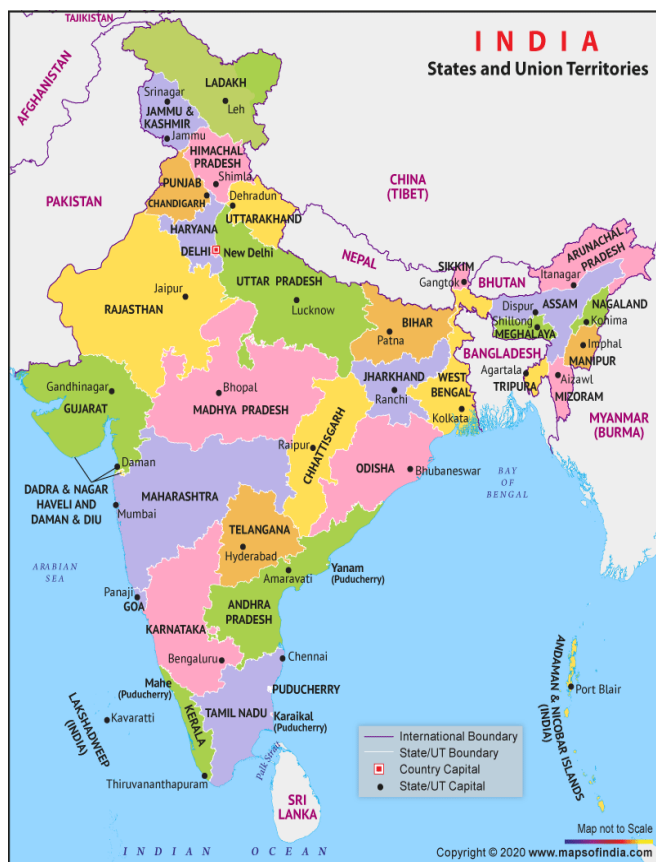 INDIA
States and Union Territories
TAJIKISTAN
AFGHANISTAN
PAKISTAN
CHINA
(TIBET)
NEPAL
BHUTAN
BANGLADESH
MYANMAR
(BURMA)
SRI
LANKA
LADAKH
Leh
Srinagar
JAMMU &
KASHMIR
Jammu
HIMACHAL
PRADESH
Shimla
PUNJAB
CHANDIGARH
Dehradun
UTTARAKHAND
HARYANA
DELHI
New Delhi
RAJASTHAN
Jaipur
UTTAR PRADESH
Lucknow
BIHAR
Patna
SIKKIM
Gangtok
ARUNACHAL
PRADESH
Itanagar
ASSAM
Dispur
NAGALAND
Kohima
Shillong
MEGHALAYA
Imphal
MANIPUR
Agartala
TRIPURA
Aizawl
MIZORAM
JHARKHAND
Ranchi
WEST
BENGAL
Kolkata
Gandhinagar
GUJARAT
Bhopal
MADHYA PRADESH
CHHATTISGARH
Raipur
ODISHA
Bhubaneswar
Daman
DADRA & NAGAR
HAVELI AND
DAMAN & DIU
MAHARASHTRA
Mumbai
TELANGANA
Hyderabad
Amaravati
Yanam
(Puducherry)
ANDHRA
PRADESH
Panaji
GOA
KARNATAKA
Bengaluru
Chennai
Mahe
(Puducherry)
PUDUCHERRY
TAMIL NADU
Karaikal
(Puducherry)
KERALA
Thiruvananthapuram
LAKSHADWEEP
(INDIA)
Kavaratti
ANDAMAN & NICOBAR ISLANDS
(INDIA)
Port Blair
ARABIAN
SEA
BAY
OF
BENGAL
Palk Strait
INDIAN OCEAN
International Boundary
State/UT Boundary
Country Capital
State/UT Capital
Map not to Scale
Copyright © 2020 www.mapsofindia.com